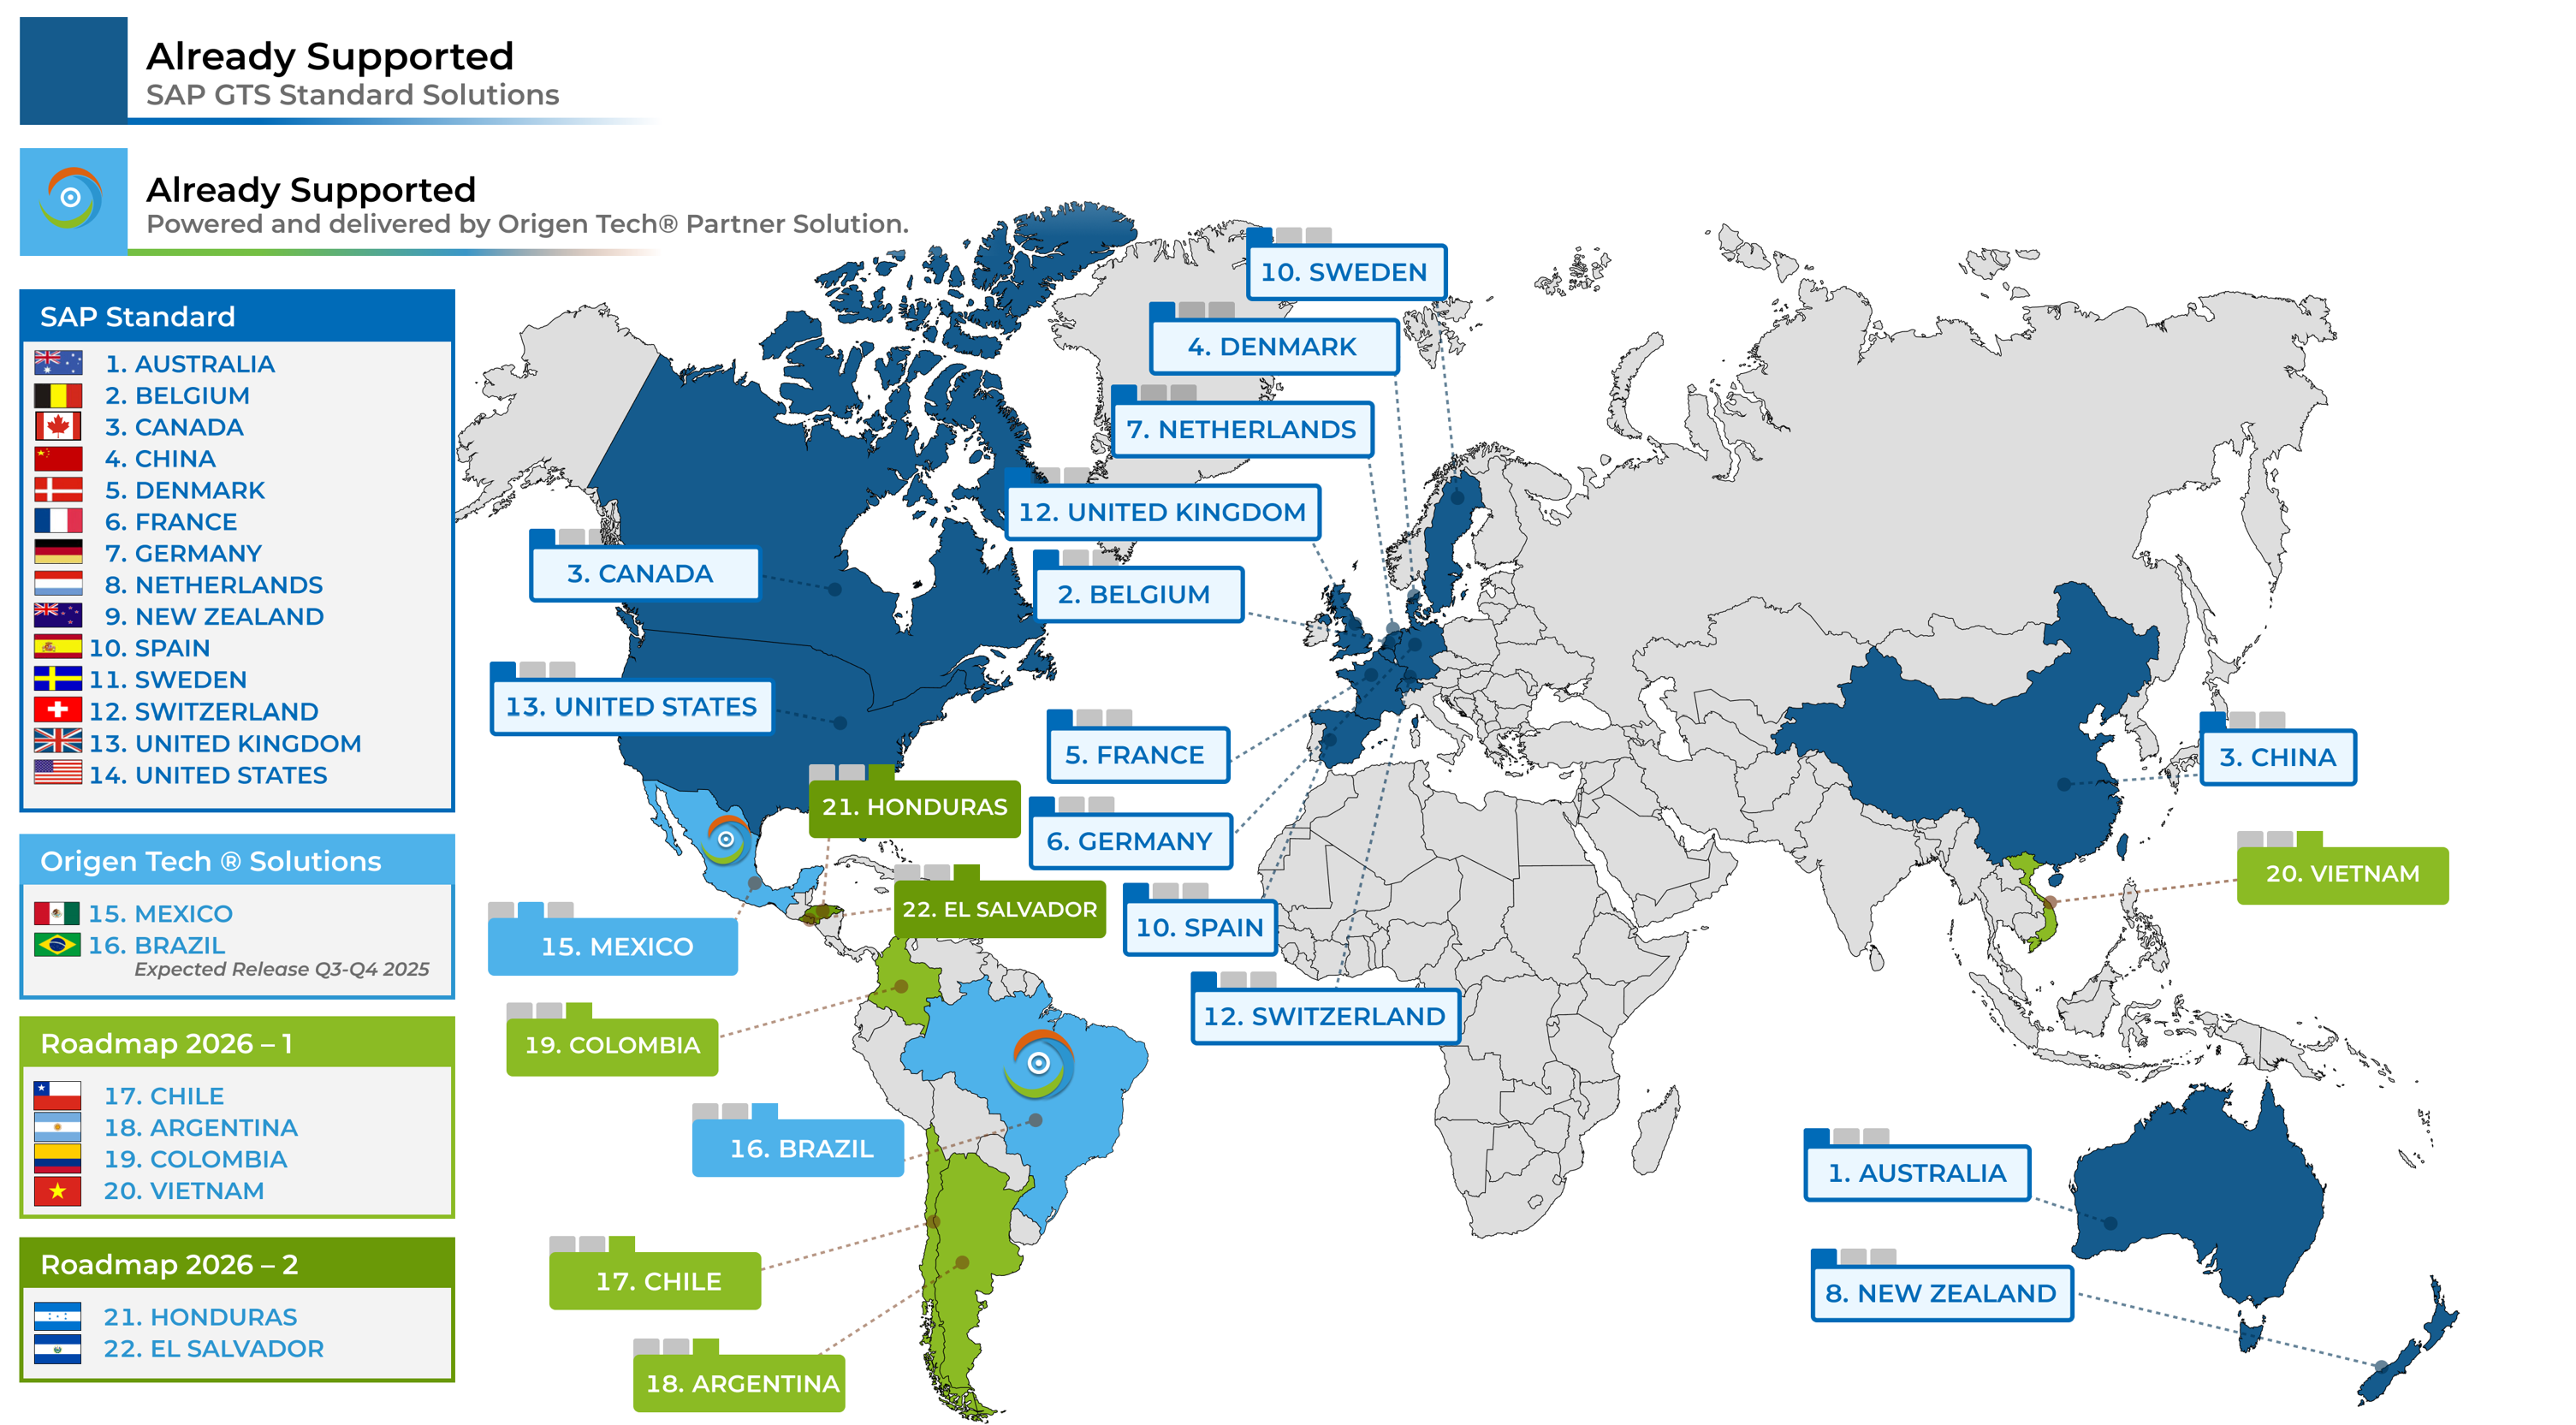 Already Supported
SAP GTS Standard Solutions
Already Supported
Powered and delivered by Origen Tech® Partner Solution.
SAP Standard
1. AUSTRALIA
2. BELGIUM
3. CANADA
4. CHINA
5. DENMARK
6. FRANCE
7. GERMANY
8. NETHERLANDS
9. NEW ZEALAND
10. SPAIN
11. SWEDEN
12. SWITZERLAND
13. UNITED KINGDOM
14. UNITED STATES
Origen Tech ® Solutions
15. MEXICO
16. BRAZIL
Expected Release Q3-Q4 2025
Roadmap 2026 – 1
17. CHILE
18. ARGENTINA
19. COLOMBIA
20. VIETNAM
Roadmap 2026 – 2
21. HONDURAS
22. EL SALVADOR
10. SWEDEN
4. DENMARK
7. NETHERLANDS
12. UNITED KINGDOM
3. CANADA
2. BELGIUM
13. UNITED STATES
5. FRANCE
3. CHINA
21. HONDURAS
6. GERMANY
20. VIETNAM
22. EL SALVADOR
10. SPAIN
15. MEXICO
12. SWITZERLAND
19. COLOMBIA
16. BRAZIL
1. AUSTRALIA
17. CHILE
8. NEW ZEALAND
18. ARGENTINA